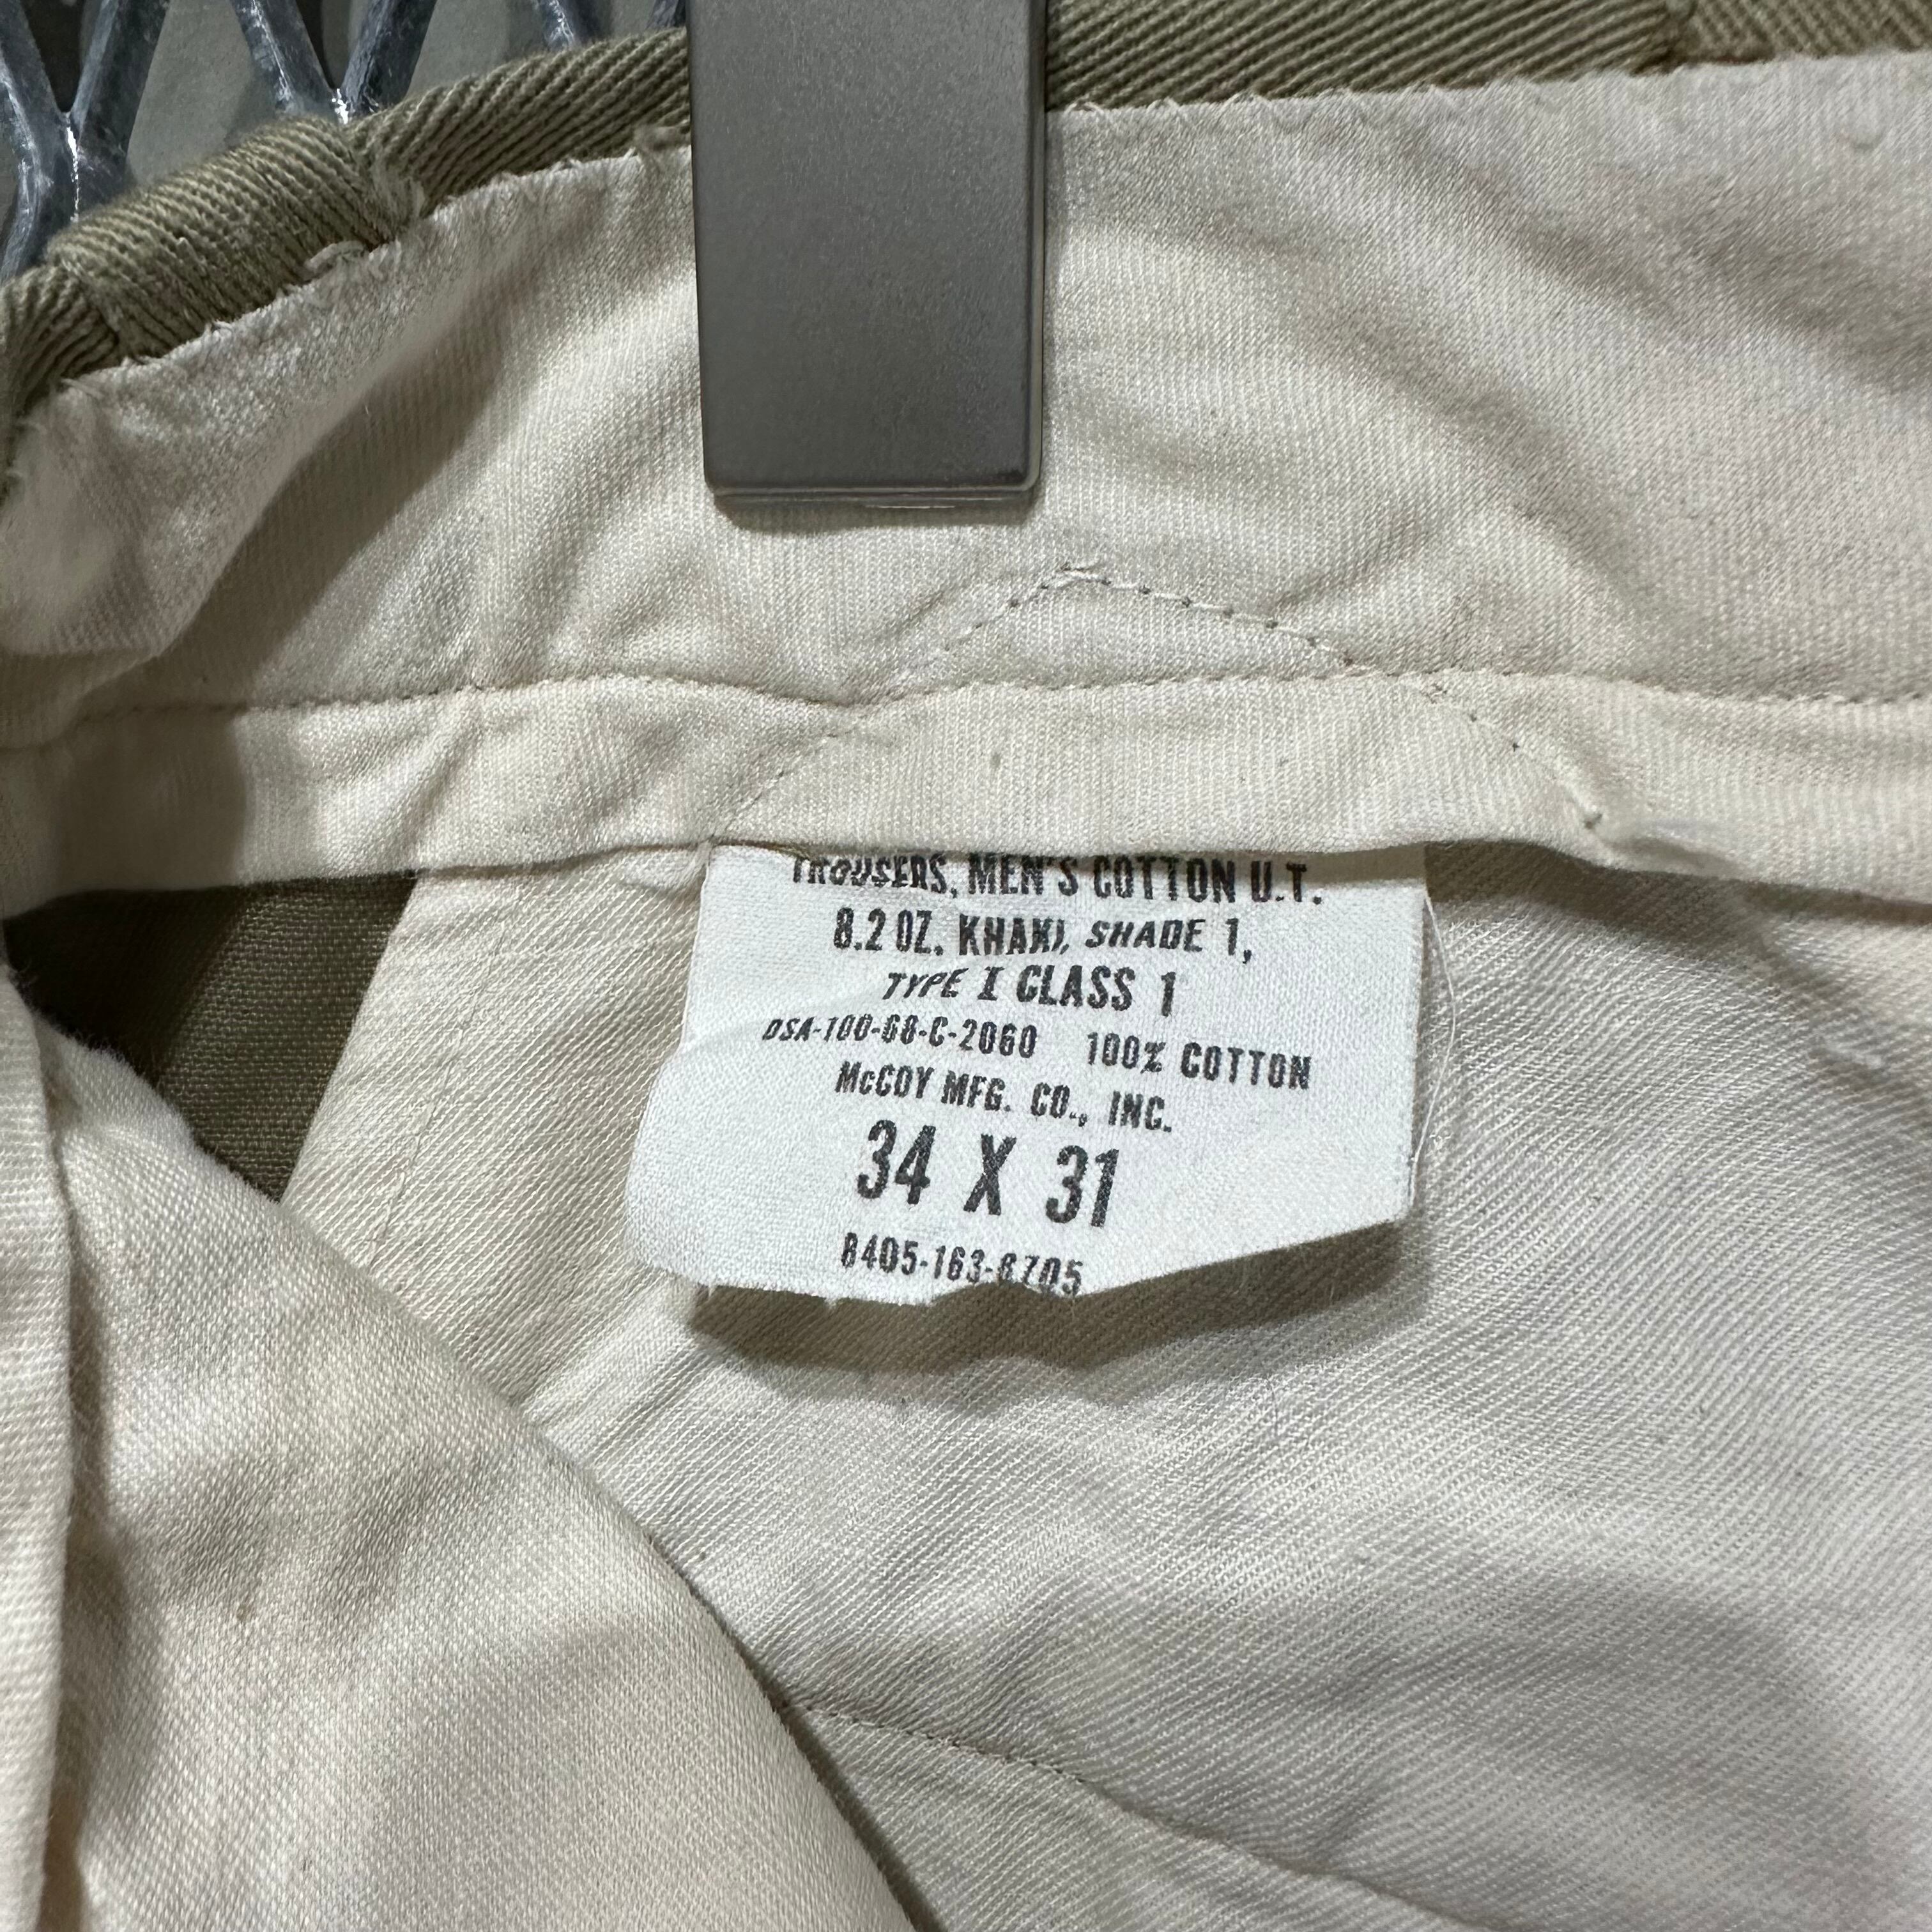 TROUSERS, MEN'S COTTON U.T.
8.2 OZ. KHAKI, SHADE 1,
TYPE I CLASS 1
DSA-100-68-C-2060 100% COTTON
McCOY MFG. CO., INC.
34 X 31
8405-163-6705